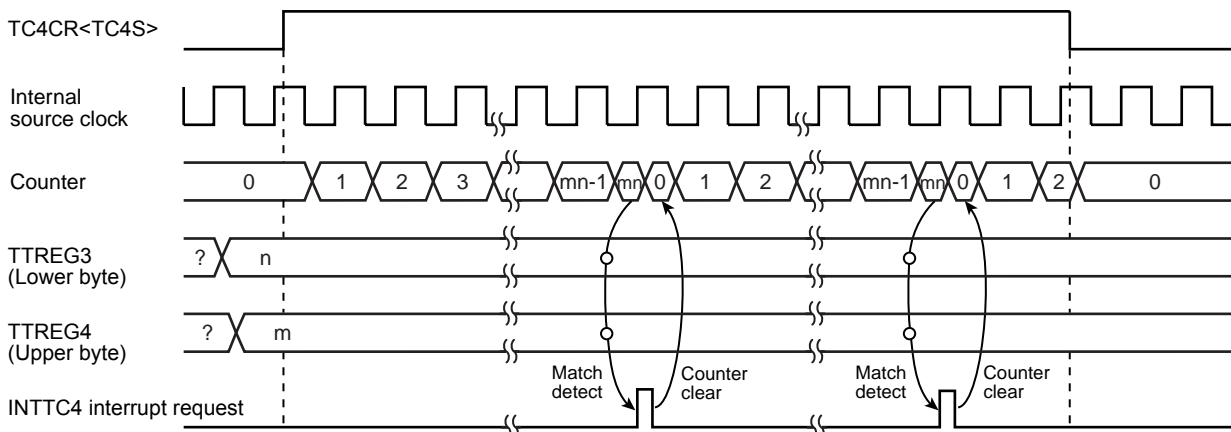 TC4CR<TC4S>
Internal
source clock
Counter 0 1 2 3 mn-1 mn 0 1 2 mn-1 mn 0 1 2 0
TTREG3 ? n
(Lower byte)
TTREG4 ? m
(Upper byte)
Match Counter Match Counter
detect clear detect clear
INTTC4 interrupt request